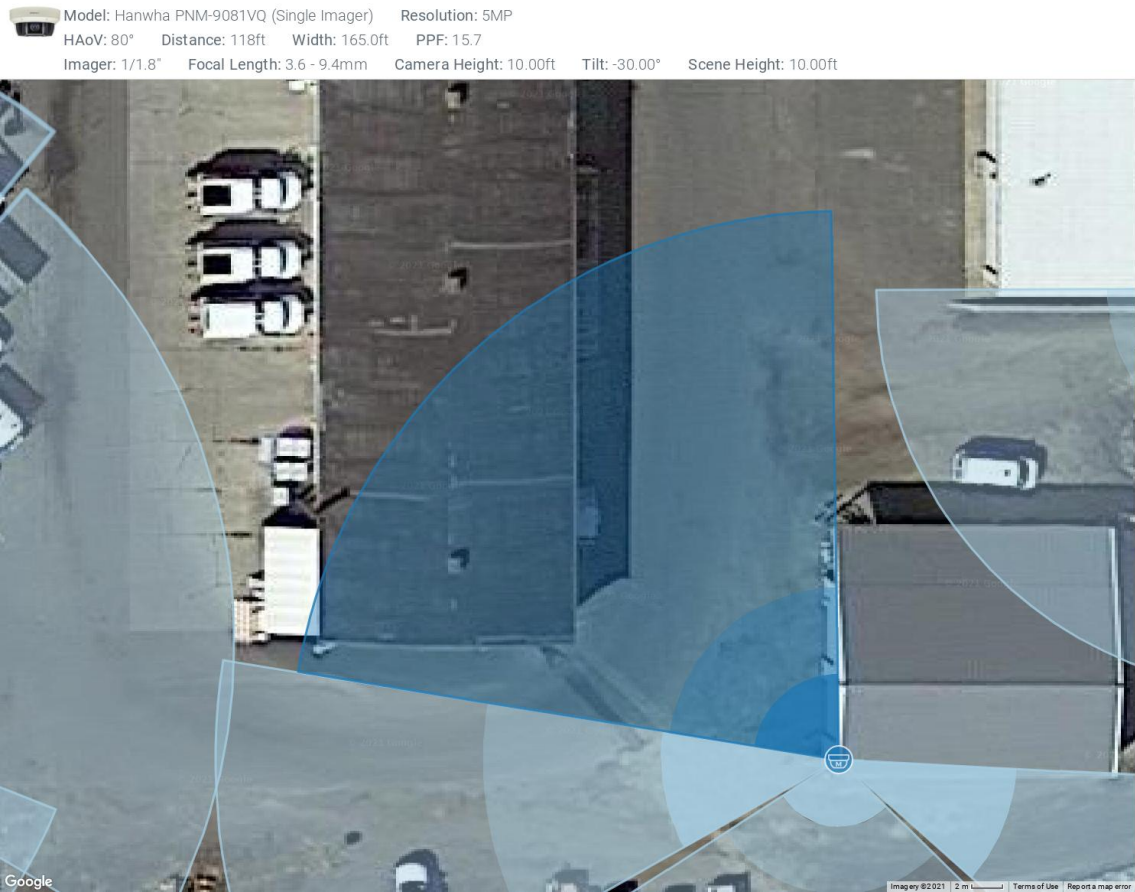 Model: Hanwha PNM-9081VQ (Single Imager) Resolution: 5MP
HAoV: 80° Distance: 118ft Width: 165.0ft PPF: 15.7
Imager: 1/1.8" Focal Length: 3.6 - 9.4mm Camera Height: 10.00ft Tilt: -30.00° Scene Height: 10.00ft
M
Google
Imagery ©2021 2 m Terms of Use Report a map error